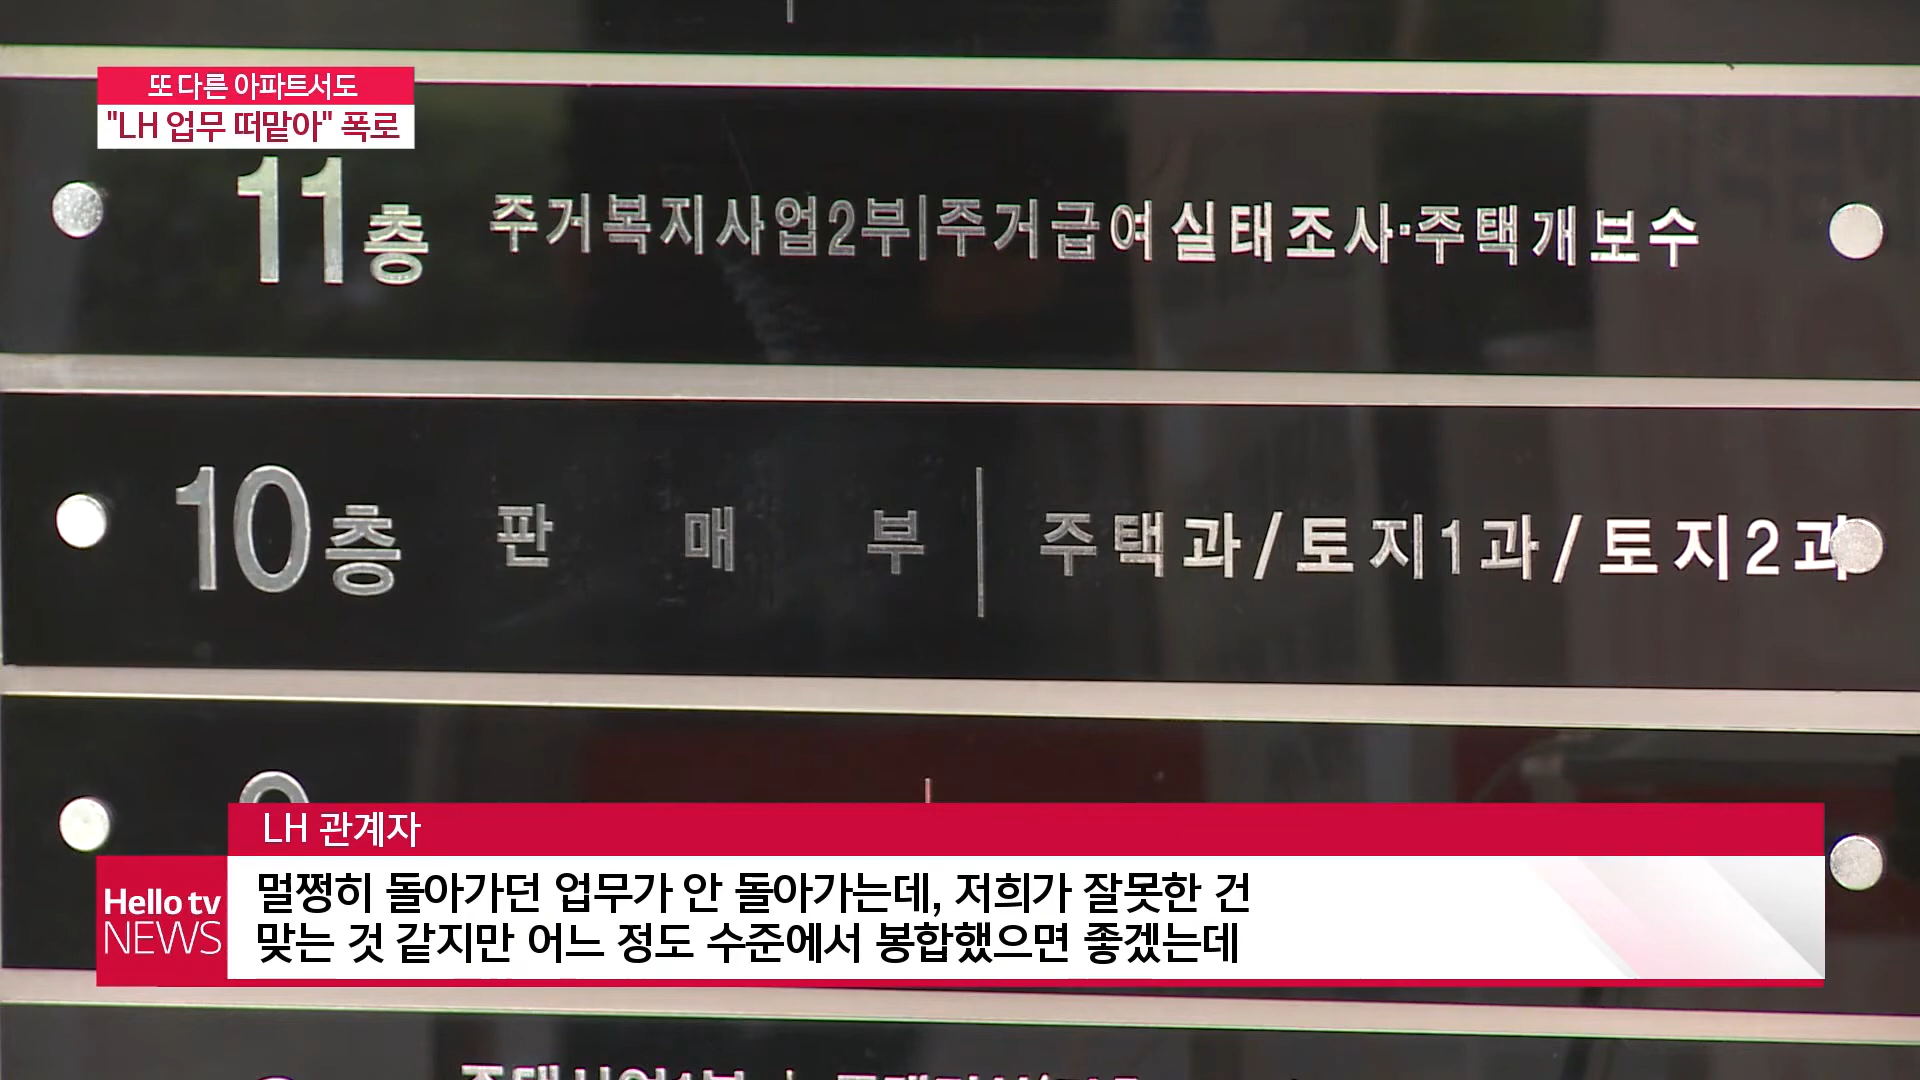 또 다른 아파트서도
"LH 업무 떠맡아" 폭로
11층 주거복지사업2부|주거급여실태조사·주택개보수
10층 판 매 부 | 주택과/토지1과/토지2과
LH 관계자
Hello tv
NEWS
멀쩡히 돌아가던 업무가 안 돌아가는데, 저희가 잘못한 건
맞는 것 같지만 어느 정도 수준에서 봉합했으면 좋겠는데